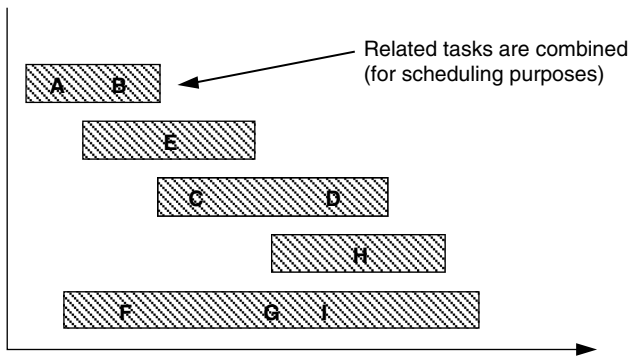 Related tasks are combined
(for scheduling purposes)
A B
E
C D
H
F G I